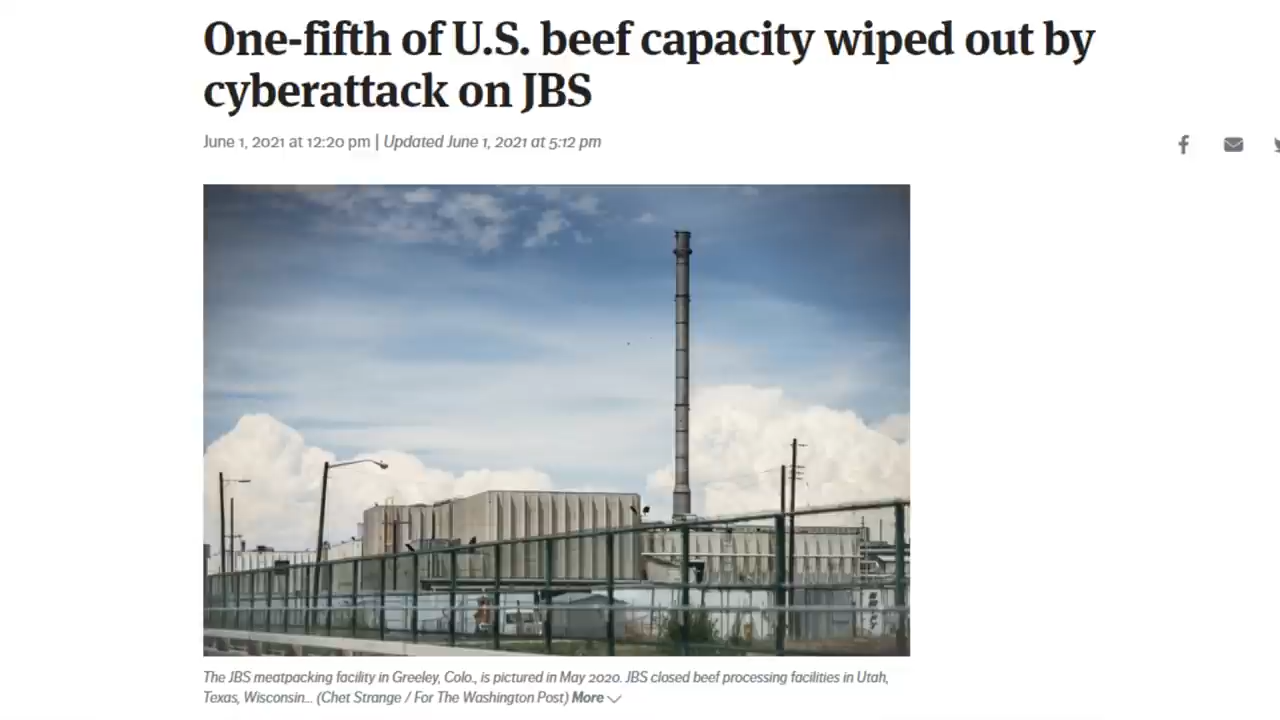 One-fifth of U.S. beef capacity wiped out by
cyberattack on JBS
June 1, 2021 at 12:20 pm | Updated June 1, 2021 at 5:12 pm
The JBS meatpacking facility in Greeley, Colo., is pictured in May 2020. JBS closed beef processing facilities in Utah,
Texas, Wisconsin... (Chet Strange / For The Washington Post) More